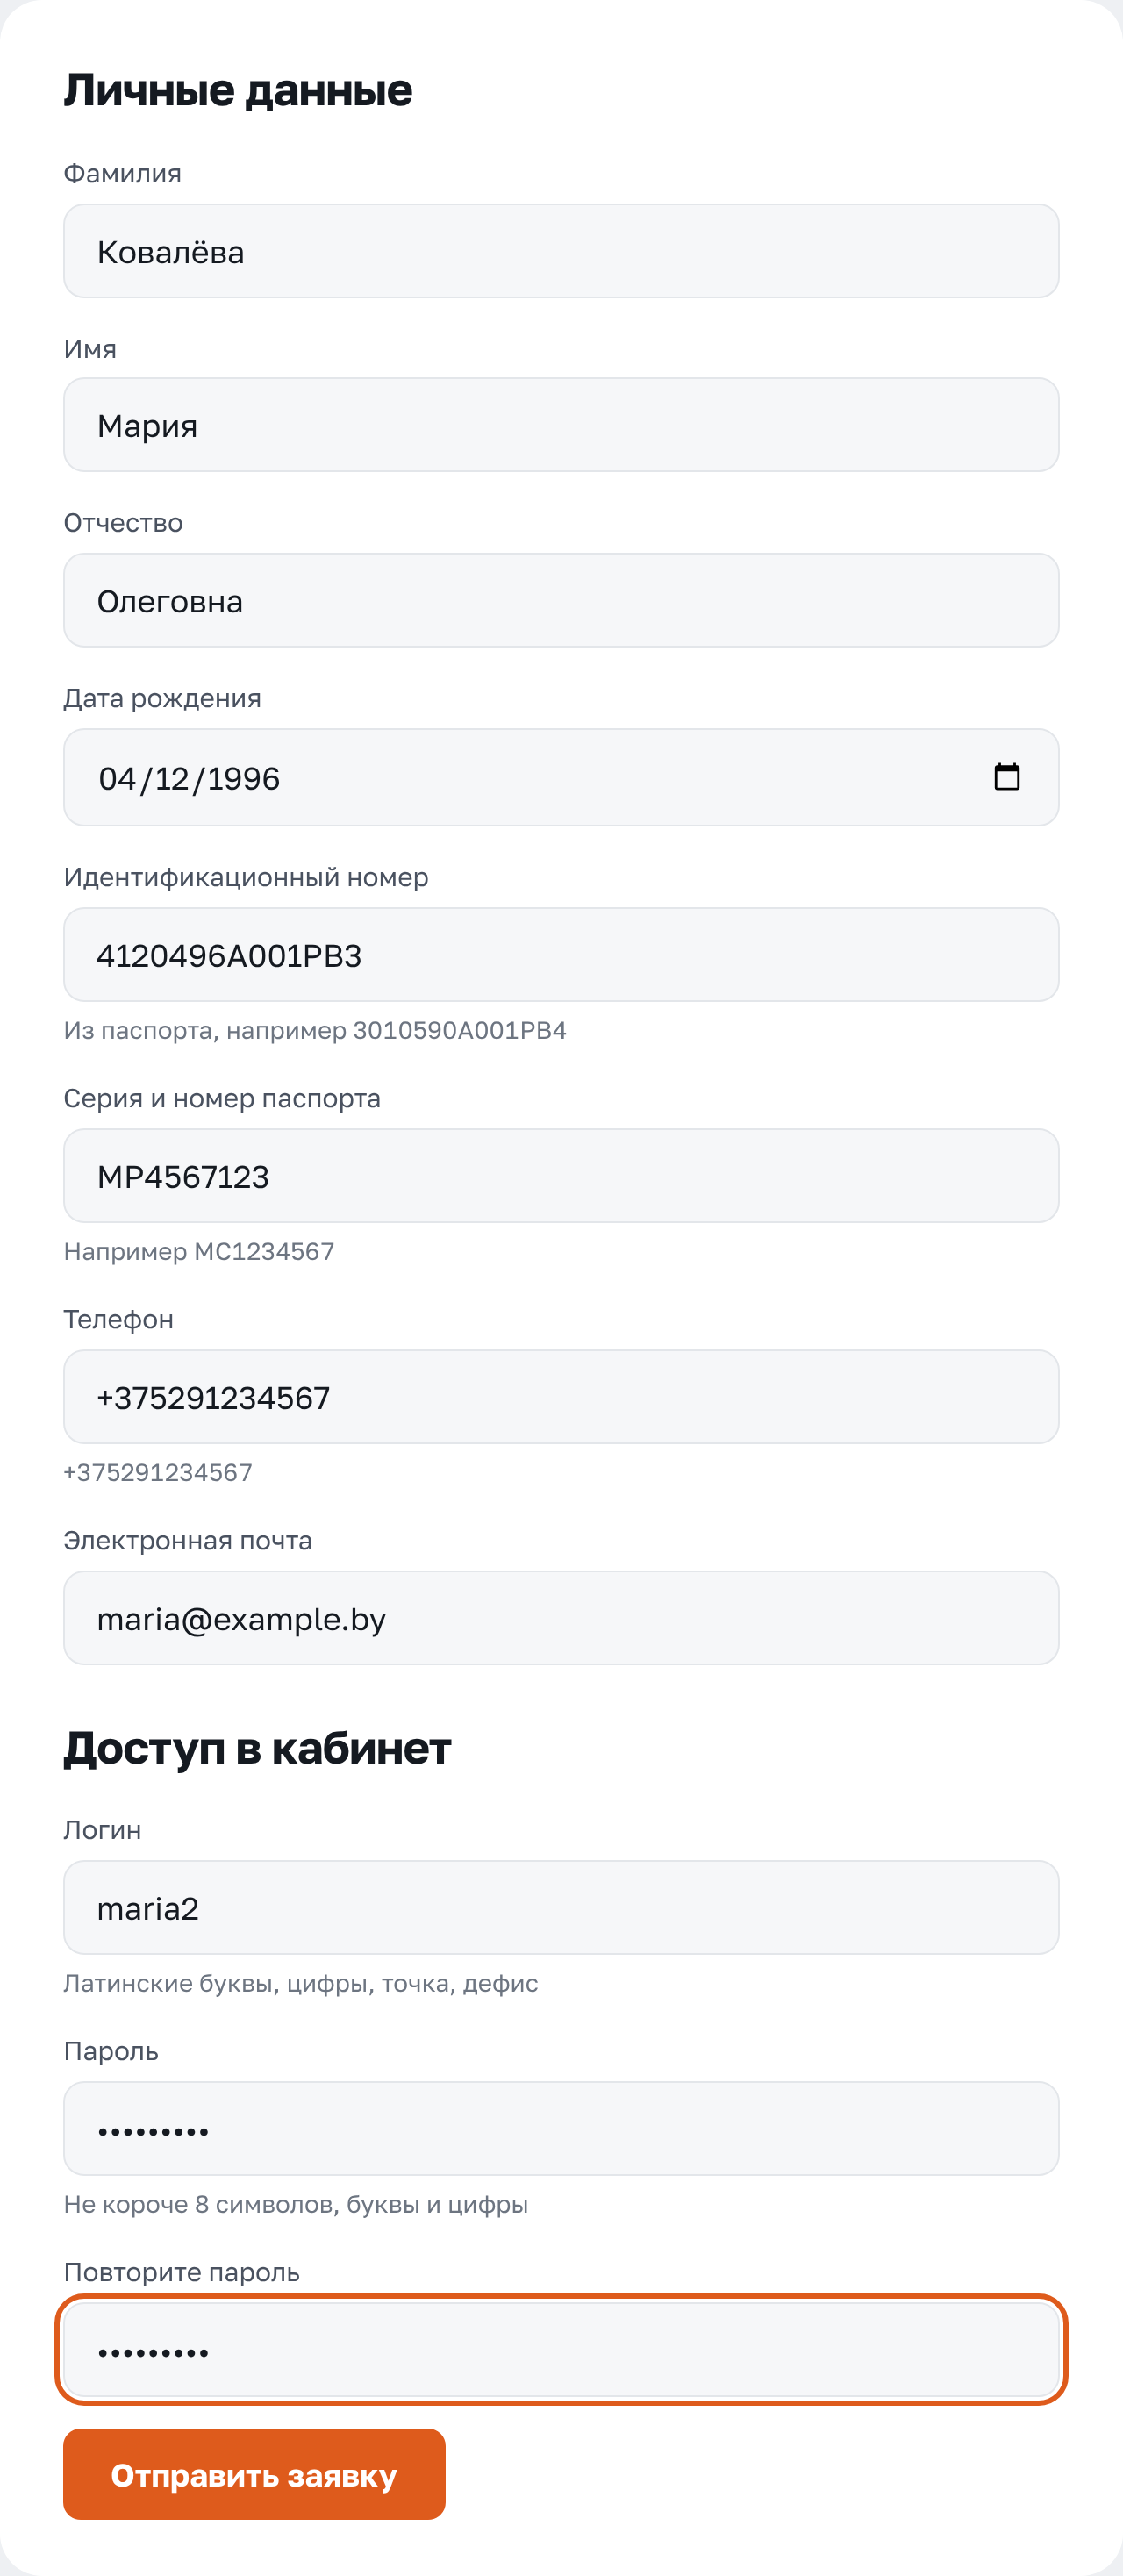 Личные данные
Фамилия
Ковалёва
Имя
Мария
Отчество
Олеговна
Дата рождения
04/12/1996
Идентификационный номер
4120496A001PB3
Из паспорта, например 3010590A001PB4
Серия и номер паспорта
MP4567123
Например MC1234567
Телефон
+375291234567
+375291234567
Электронная почта
maria@example.by
Доступ в кабинет
Логин
maria2
Латинские буквы, цифры, точка, дефис
Пароль
•••••••••
Не короче 8 символов, буквы и цифры
Повторите пароль
•••••••••
Отправить заявку